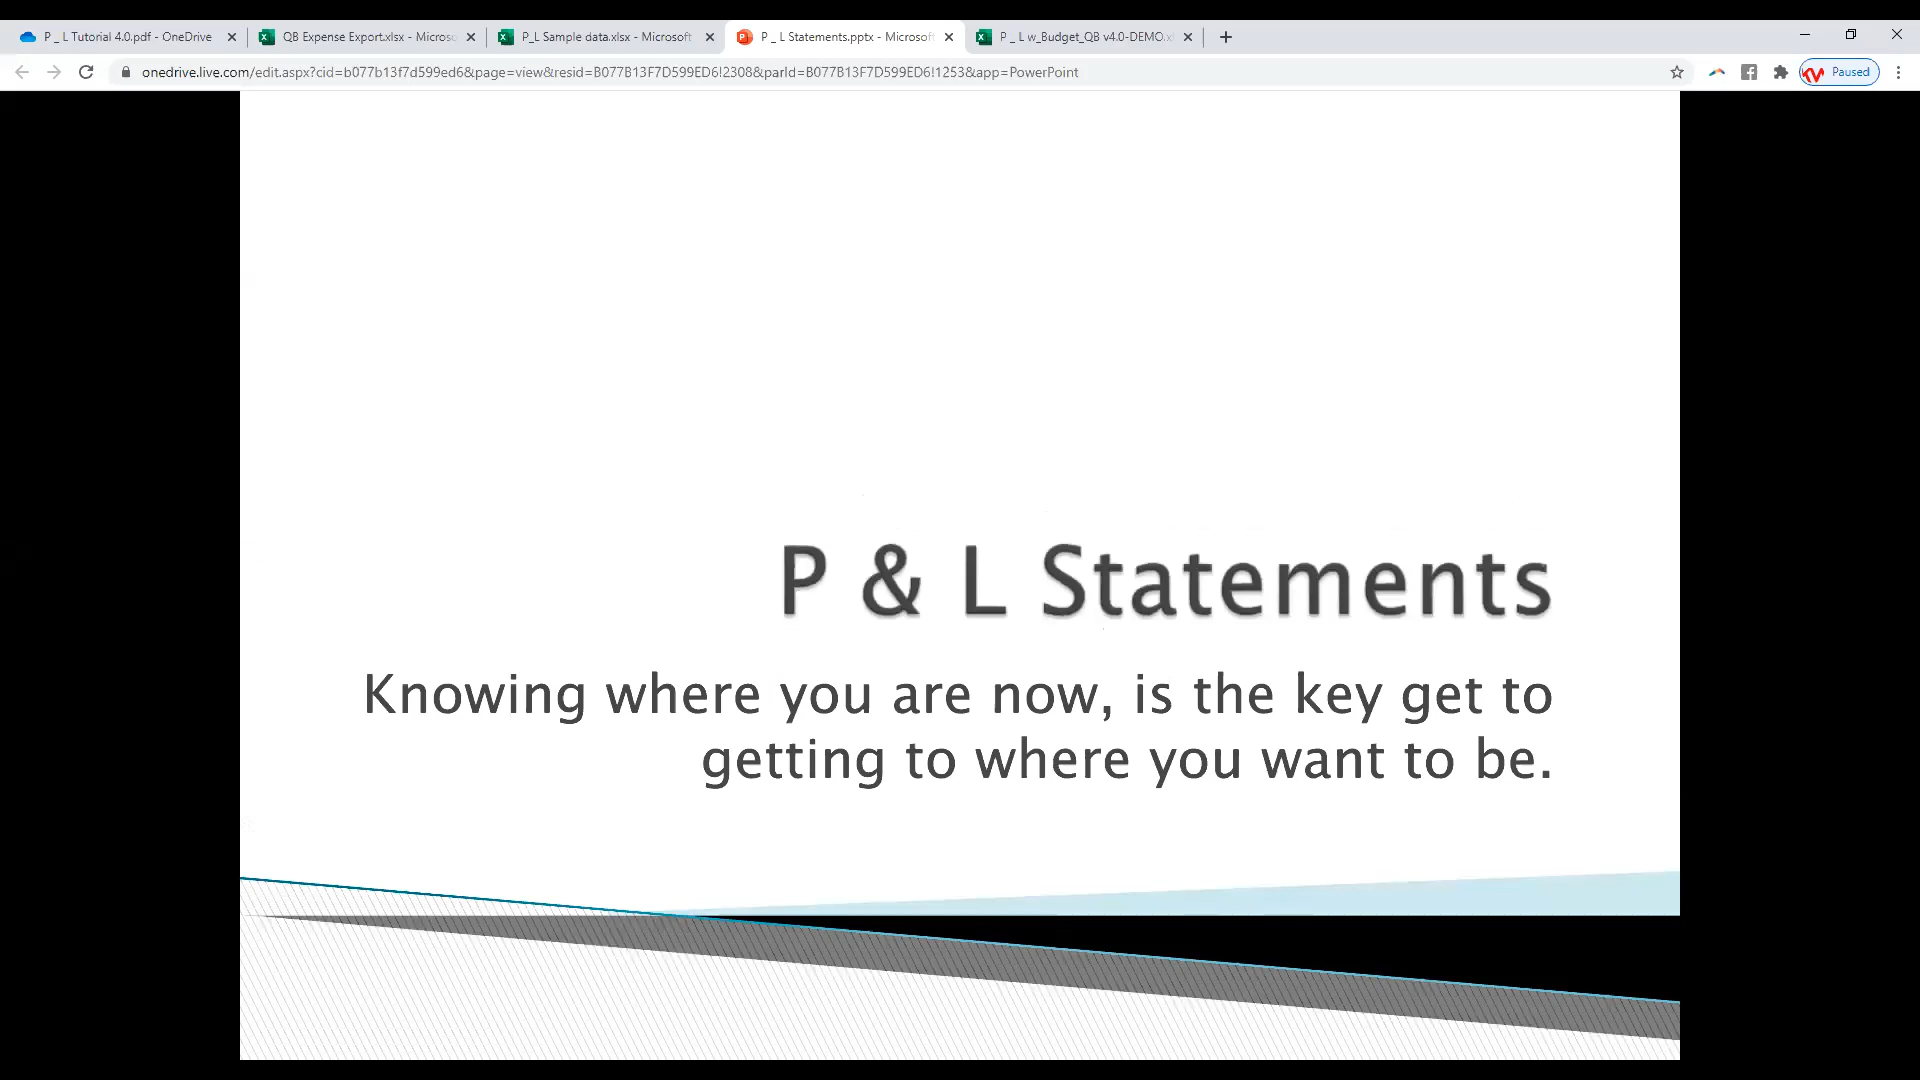 P _ L Tutorial 4.0.pdf - OneDrive
QB Expense Export.xlsx - Microso
P_L Sample data.xlsx - Microsoft
P _ L Statements.pptx - Microsoft
P _ L w_Budget_QB v4.0-DEMO.x
onedrive.live.com/edit.aspx?cid=b077b13f7d599ed6&page=view&resid=B077B13F7D599ED6!2308&parId=B077B13F7D599ED6!1253&app=PowerPoint
Paused
P & L Statements
Knowing where you are now, is the key get to
getting to where you want to be.